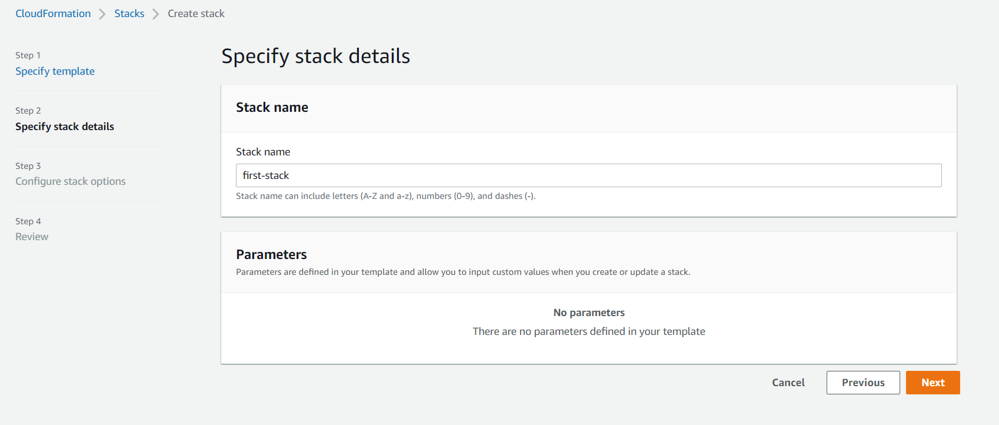 CloudFormation > Stacks > Create stack
Step 1
Specify template
Step 2
Specify stack details
Step 3
Configure stack options
Step 4
Review
Specify stack details
Stack name
Stack name
first-stack
Stack name can include letters (A-Z and a-z), numbers (0-9), and dashes (-).
Parameters
Parameters are defined in your template and allow you to input custom values when you create or update a stack.
No parameters
There are no parameters defined in your template
Cancel Previous Next